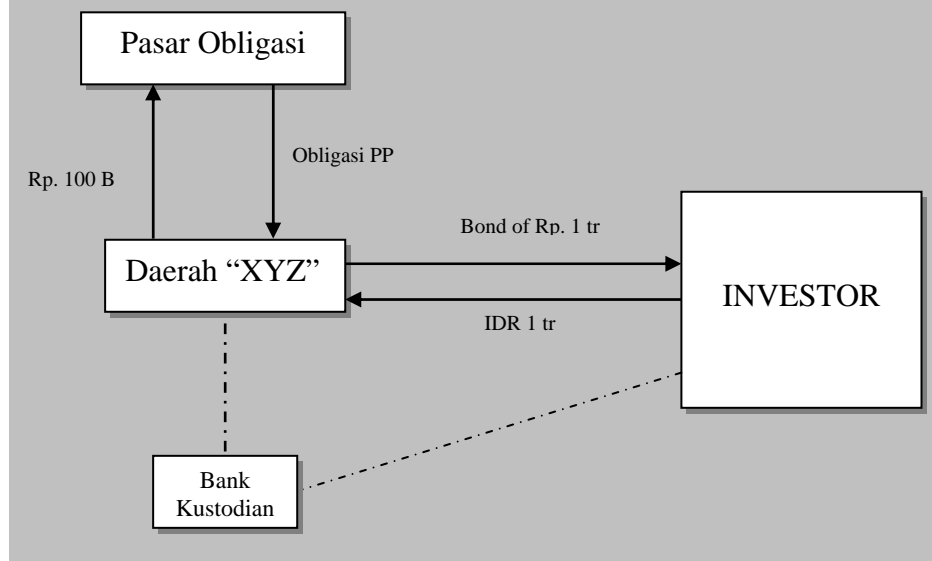 Pasar Obligasi
Obligasi PP
Rp. 100 B
Bond of Rp. 1 tr
Daerah “XYZ”
INVESTOR
IDR 1 tr
Bank
Kustodian